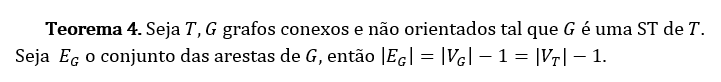 Teorema 4. Seja T, G grafos conexos e não orientados tal que G é uma ST de T.
Seja E_G o conjunto das arestas de G, então |E_G| = |V_G| − 1 = |V_T| − 1.